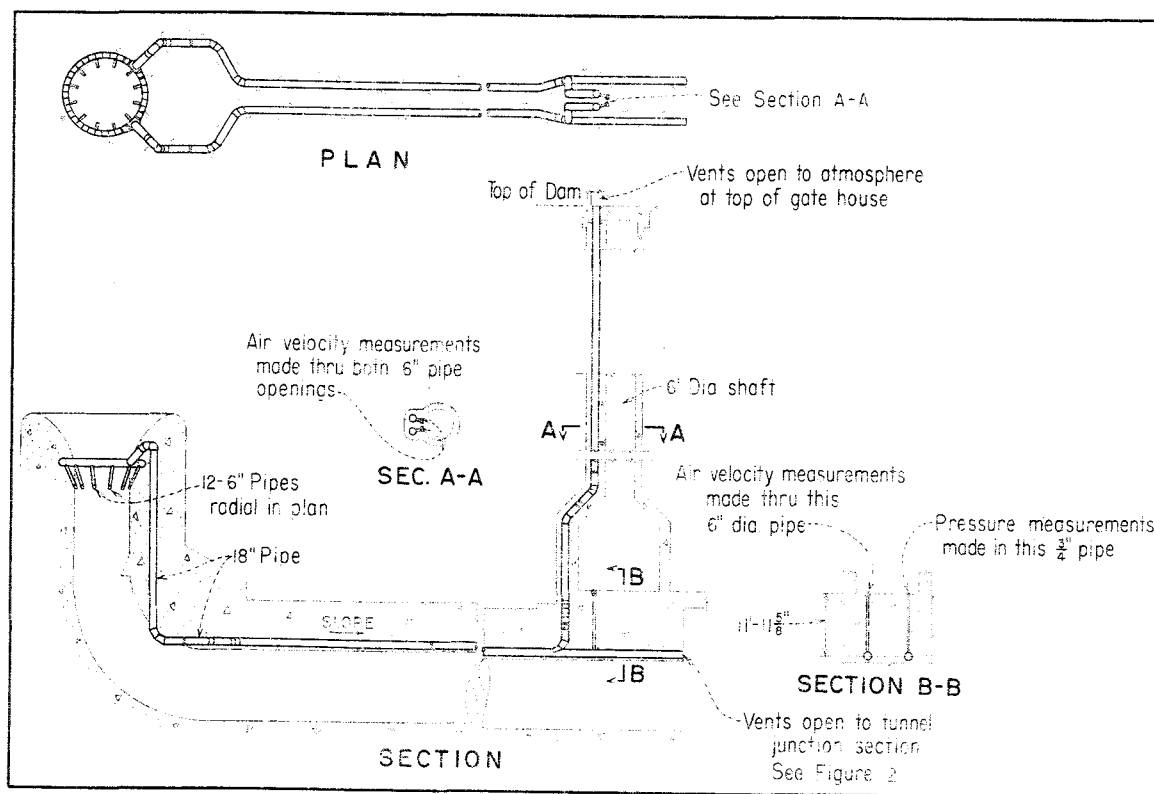 See Section A-A
PLAN
Top of Dam
Vents open to atmosphere
at top of gate house
Air velocity measurements
made thru both 6" pipe
openings
6' Dia shaft
A
A
SEC. A-A
12-6" Pipes
radial in plan
18" Pipe
Air velocity measurements
made thru this
6" dia. pipe
Pressure measurements
made in this 3/4" pipe
B
11'-11 5/8"
SLOPE
B
SECTION B-B
Vents open to tunnel
junction section
See Figure 2
SECTION